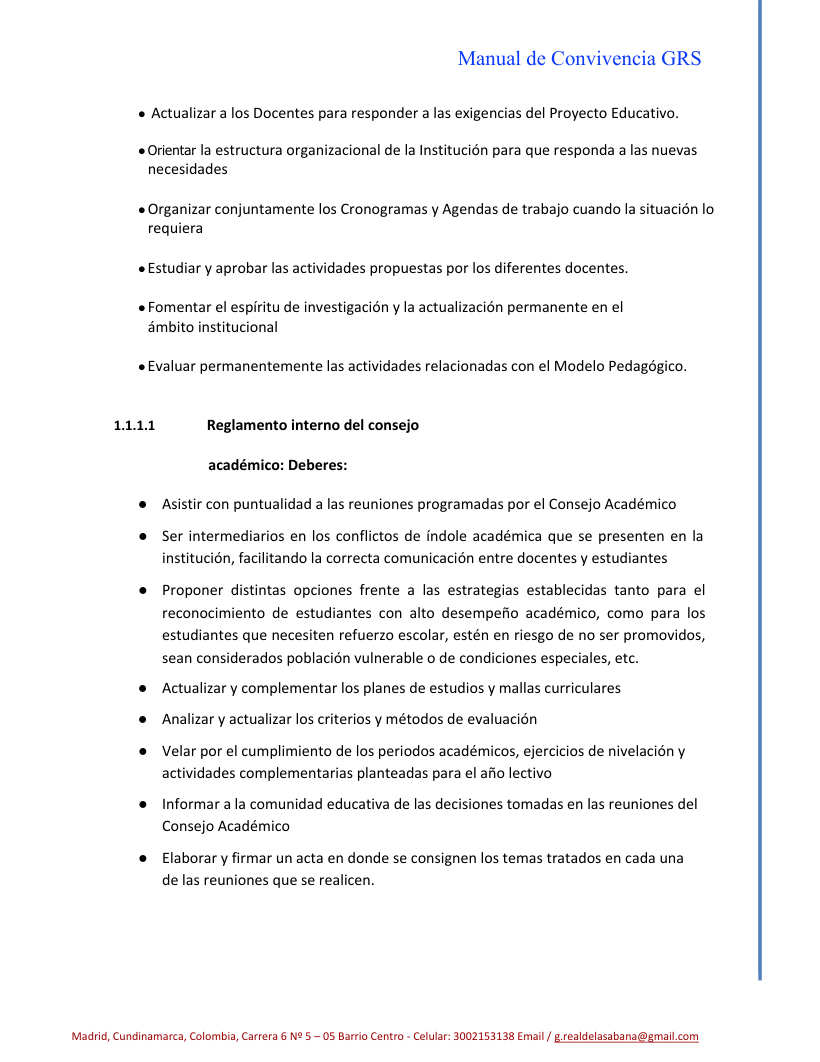 Manual de Convivencia GRS
● Actualizar a los Docentes para responder a las exigencias del Proyecto Educativo.
● Orientar la estructura organizacional de la Institución para que responda a las nuevas
necesidades
● Organizar conjuntamente los Cronogramas y Agendas de trabajo cuando la situación lo
requiera
● Estudiar y aprobar las actividades propuestas por los diferentes docentes.
● Fomentar el espíritu de investigación y la actualización permanente en el
ámbito institucional
● Evaluar permanentemente las actividades relacionadas con el Modelo Pedagógico.
1.1.1.1 Reglamento interno del consejo
académico: Deberes:
● Asistir con puntualidad a las reuniones programadas por el Consejo Académico
● Ser intermediarios en los conflictos de índole académica que se presenten en la
institución, facilitando la correcta comunicación entre docentes y estudiantes
● Proponer distintas opciones frente a las estrategias establecidas tanto para el
reconocimiento de estudiantes con alto desempeño académico, como para los
estudiantes que necesiten refuerzo escolar, estén en riesgo de no ser promovidos,
sean considerados población vulnerable o de condiciones especiales, etc.
● Actualizar y complementar los planes de estudios y mallas curriculares
● Analizar y actualizar los criterios y métodos de evaluación
● Velar por el cumplimiento de los periodos académicos, ejercicios de nivelación y
actividades complementarias planteadas para el año lectivo
● Informar a la comunidad educativa de las decisiones tomadas en las reuniones del
Consejo Académico
● Elaborar y firmar un acta en donde se consignen los temas tratados en cada una
de las reuniones que se realicen.
Madrid, Cundinamarca, Colombia, Carrera 6 Nº 5 – 05 Barrio Centro - Celular: 3002153138 Email / g.realdelasabana@gmail.com